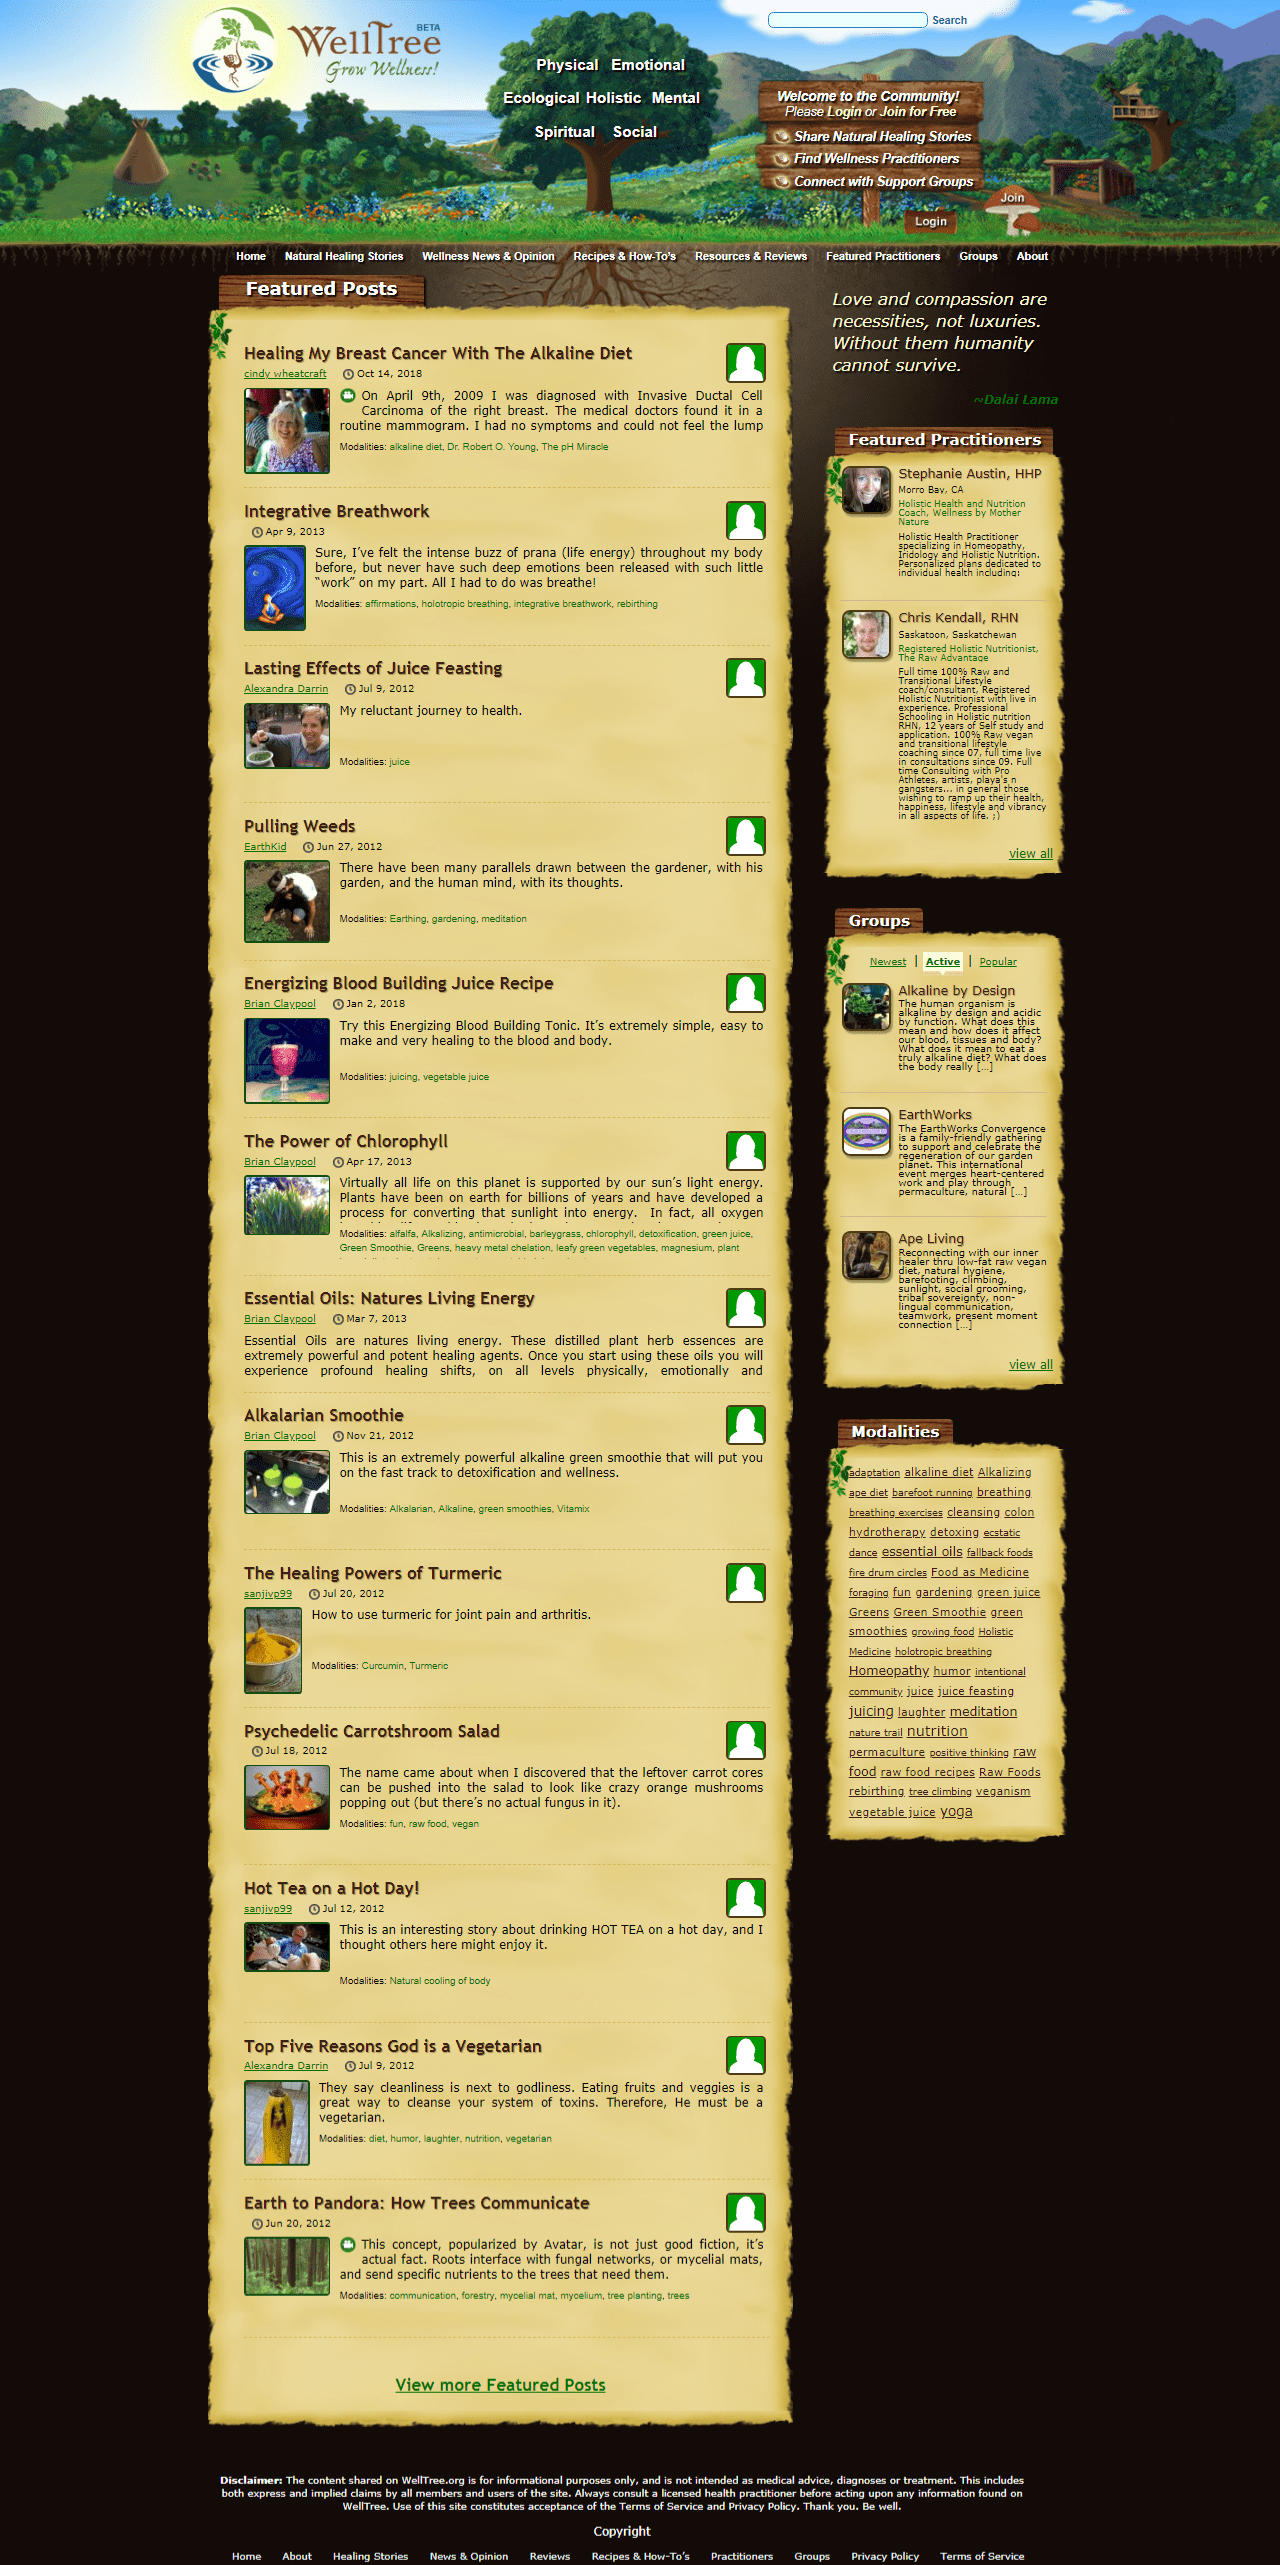 WellTree BETA
Grow Wellness!
Search
Physical Emotional
Ecological Holistic Mental
Spiritual Social
Welcome to the Community!
Please Login or Join for Free
Share Natural Healing Stories
Find Wellness Practitioners
Connect with Support Groups
Join
Login
Home Natural Healing Stories Wellness News & Opinion Recipes & How-To's Resources & Reviews Featured Practitioners Groups About
Featured Posts
Healing My Breast Cancer With The Alkaline Diet
cindy wheatcraft Oct 14, 2018
On April 9th, 2009 I was diagnosed with Invasive Ductal Cell
Carcinoma of the right breast. The medical doctors found it in a
routine mammogram. I had no symptoms and could not feel the lump
Modalities: alkaline diet, Dr. Robert O. Young, The pH Miracle
Integrative Breathwork
Apr 9, 2013
Sure, I've felt the intense buzz of prana (life energy) throughout my body
before, but never have such deep emotions been released with such little
“work” on my part. All I had to do was breathe!
Modalities: affirmations, holotropic breathing, integrative breathwork, rebirthing
Lasting Effects of Juice Feasting
Alexandra Darrin Jul 9, 2012
My reluctant journey to health.
Modalities: juice
Pulling Weeds
EarthKid Jun 27, 2012
There have been many parallels drawn between the gardener, with his
garden, and the human mind, with its thoughts.
Modalities: Earthing, gardening, meditation
Energizing Blood Building Juice Recipe
Brian Claypool Jan 2, 2018
Try this Energizing Blood Building Tonic. It's extremely simple, easy to
make and very healing to the blood and body.
Modalities: juicing, vegetable juice
The Power of Chlorophyll
Brian Claypool Apr 17, 2013
Virtually all life on this planet is supported by our sun's light energy.
Plants have been on earth for billions of years and have developed a
process for converting that sunlight into energy. In fact, all oxygen
Modalities: alfalfa, Alkalizing, antimicrobial, barleygrass, chlorophyll, detoxification, green juice,
Green Smoothie, Greens, heavy metal chelation, leafy green vegetables, magnesium, plant
Essential Oils: Natures Living Energy
Brian Claypool Mar 7, 2013
Essential Oils are natures living energy. These distilled plant herb essences are
extremely powerful and potent healing agents. Once you start using these oils you will
experience profound healing shifts, on all levels physically, emotionally and
Alkalarian Smoothie
Brian Claypool Nov 21, 2012
This is an extremely powerful alkaline green smoothie that will put you
on the fast track to detoxification and wellness.
Modalities: Alkalarian, Alkaline, green smoothies, Vitamix
The Healing Powers of Turmeric
sanjivp99 Jul 20, 2012
How to use turmeric for joint pain and arthritis.
Modalities: Curcumin, Turmeric
Psychedelic Carrotshroom Salad
Jul 18, 2012
The name came about when I discovered that the leftover carrot cores
can be pushed into the salad to look like crazy orange mushrooms
popping out (but there's no actual fungus in it).
Modalities: fun, raw food, vegan
Hot Tea on a Hot Day!
sanjivp99 Jul 12, 2012
This is an interesting story about drinking HOT TEA on a hot day, and I
thought others here might enjoy it.
Modalities: Natural cooling of body
Top Five Reasons God is a Vegetarian
Alexandra Darrin Jul 9, 2012
They say cleanliness is next to godliness. Eating fruits and veggies is a
great way to cleanse your system of toxins. Therefore, He must be a
vegetarian.
Modalities: diet, humor, laughter, nutrition, vegetarian
Earth to Pandora: How Trees Communicate
Jun 20, 2012
This concept, popularized by Avatar, is not just good fiction, it's
actual fact. Roots interface with fungal networks, or mycelial mats,
and send specific nutrients to the trees that need them.
Modalities: communication, forestry, mycelial mat, mycelium, tree planting, trees
View more Featured Posts
Love and compassion are
necessities, not luxuries.
Without them humanity
cannot survive.
~Dalai Lama
Featured Practitioners
Stephanie Austin, HHP
Morro Bay, CA
Holistic Health and Nutrition
Coach, Wellness by Mother
Nature
Holistic Health Practitioner
specializing in Homeopathy,
Iridology and Holistic Nutrition.
Personalized plans dedicated to
individual health including:
Chris Kendall, RHN
Saskatoon, Saskatchewan
Registered Holistic Nutritionist,
The Raw Advantage
Full time 100% Raw and
Transitional Lifestyle
coach/consultant, Registered
Holistic Nutritionist with live in
experience. Professional
Schooling in Holistic nutrition
RHN, 12 years of Self study and
application. 100% Raw vegan
and transitional lifestyle
coaching since 07, full time live
in consultations since 09. Full
time Consulting with Pro
Athletes, artists, playa's n
gangsters... in general those
wishing to ramp up their health,
happiness, lifestyle and vibrancy
in all aspects of life. ;)
view all
Groups
Newest | Active | Popular
Alkaline by Design
The human organism is
alkaline by design and acidic
by function. What does this
mean and how does it affect
our blood, tissues and body?
What does it mean to eat a
truly alkaline diet? What does
the body really [...]
EarthWorks
The EarthWorks Convergence
is a family-friendly gathering
to support and celebrate the
regeneration of our garden
planet. This international
event merges heart-centered
work and play through
permaculture, natural [...]
Ape Living
Reconnecting with our inner
healer thru low-fat raw vegan
diet, natural hygiene,
barefooting, climbing,
sunlight, social grooming,
tribal sovereignty, non-
lingual communication,
teamwork, present moment
connection [...]
view all
Modalities
adaptation alkaline diet Alkalizing
ape diet barefoot running breathing
breathing exercises cleansing colon
hydrotherapy detoxing ecstatic
dance essential oils fallback foods
fire drum circles Food as Medicine
foraging fun gardening green juice
Greens Green Smoothie green
smoothies growing food Holistic
Medicine holotropic breathing
Homeopathy humor intentional
community juice juice feasting
juicing laughter meditation
nature trail nutrition
permaculture positive thinking raw
food raw food recipes Raw Foods
rebirthing tree climbing veganism
vegetable juice yoga
Disclaimer: The content shared on WellTree.org is for informational purposes only, and is not intended as medical advice, diagnoses or treatment. This includes
both express and implied claims by all members and users of the site. Always consult a licensed health practitioner before acting upon any information found on
WellTree. Use of this site constitutes acceptance of the Terms of Service and Privacy Policy. Thank you. Be well.
Copyright
Home About Healing Stories News & Opinion Reviews Recipes & How-To's Practitioners Groups Privacy Policy Terms of Service